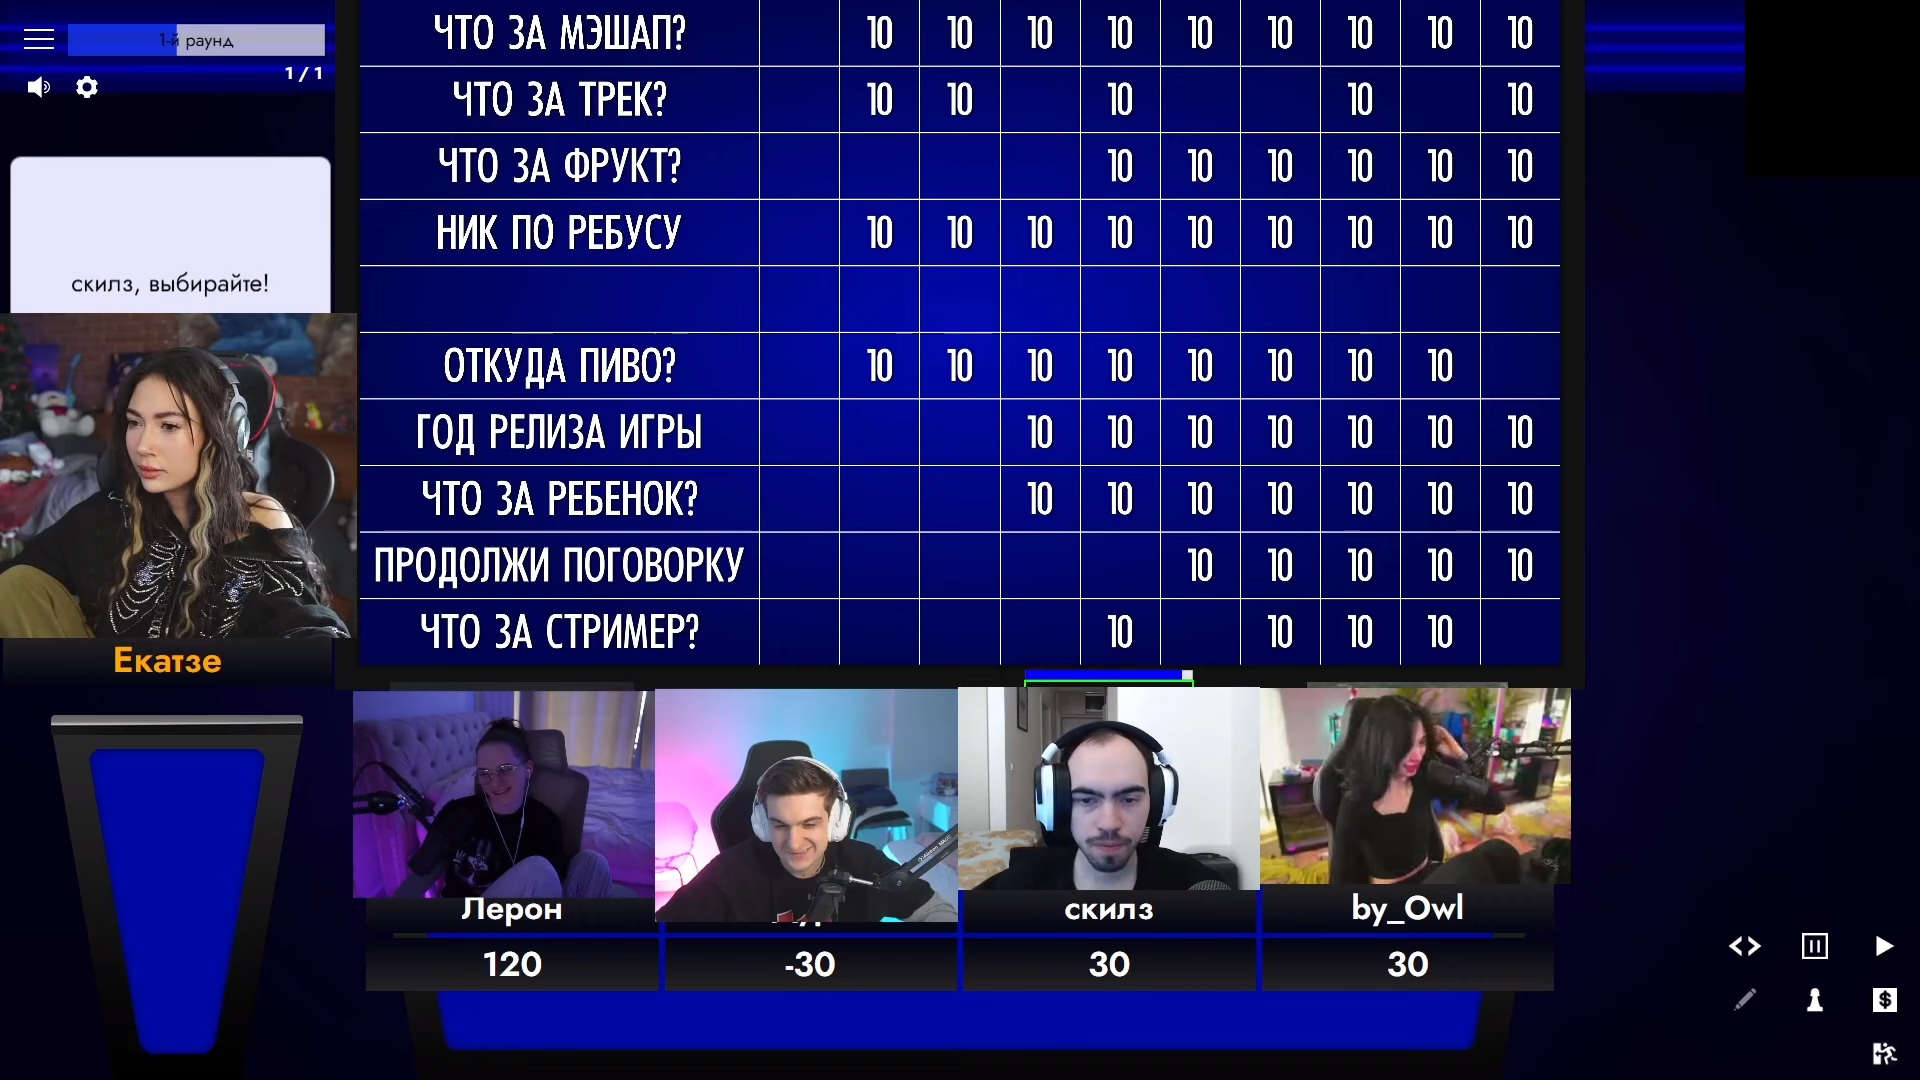 1-й раунд
1 / 1
скилз, выбирайте!
Екатзе
ЧТО ЗА МЭШАП? 10 10 10 10 10 10 10 10 10
ЧТО ЗА ТРЕК? 10 10 10 10 10
ЧТО ЗА ФРУКТ? 10 10 10 10 10 10
НИК ПО РЕБУСУ 10 10 10 10 10 10 10 10 10
ОТКУДА ПИВО? 10 10 10 10 10 10 10 10
ГОД РЕЛИЗА ИГРЫ 10 10 10 10 10 10 10
ЧТО ЗА РЕБЕНОК? 10 10 10 10 10 10 10
ПРОДОЛЖИ ПОГОВОРКУ 10 10 10 10 10
ЧТО ЗА СТРИМЕР? 10 10 10 10
Лерон скилз by_Owl
120 -30 30 30